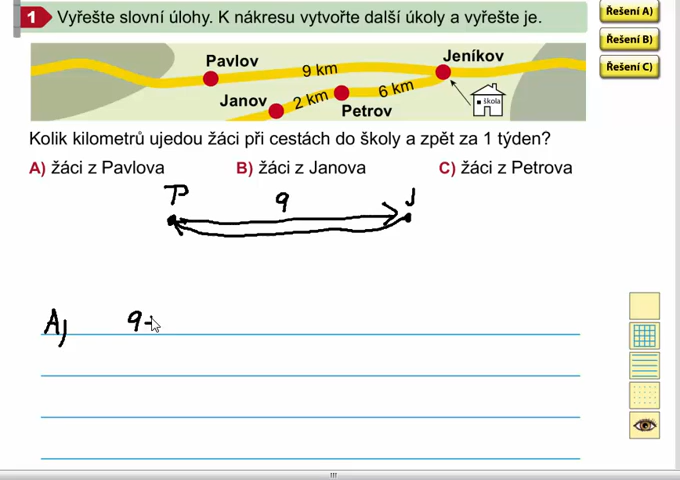 1 Vyřešte slovní úlohy. K nákresu vytvořte další úkoly a vyřešte je.
Řešení A)
Řešení B)
Řešení C)
Pavlov 9 km Jeníkov
Janov 2 km Petrov 6 km škola
Kolik kilometrů ujedou žáci při cestách do školy a zpět za 1 týden?
A) žáci z Pavlova B) žáci z Janova C) žáci z Petrova
P 9 J
A) 9-